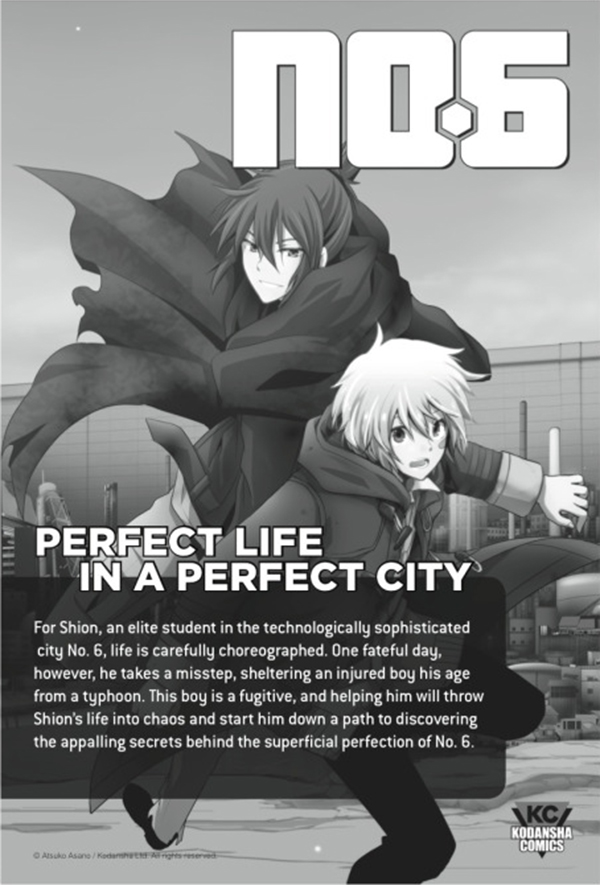 NO.6
PERFECT LIFE
IN A PERFECT CITY
For Shion, an elite student in the technologically sophisticated
city No. 6, life is carefully choreographed. One fateful day,
however, he takes a misstep, sheltering an injured boy his age
from a typhoon. This boy is a fugitive, and helping him will throw
Shion's life into chaos and start him down a path to discovering
the appalling secrets behind the superficial perfection of No. 6.
KC
KODANSHA
COMICS
© Atsuko Asano / Kodansha Ltd. All rights reserved.